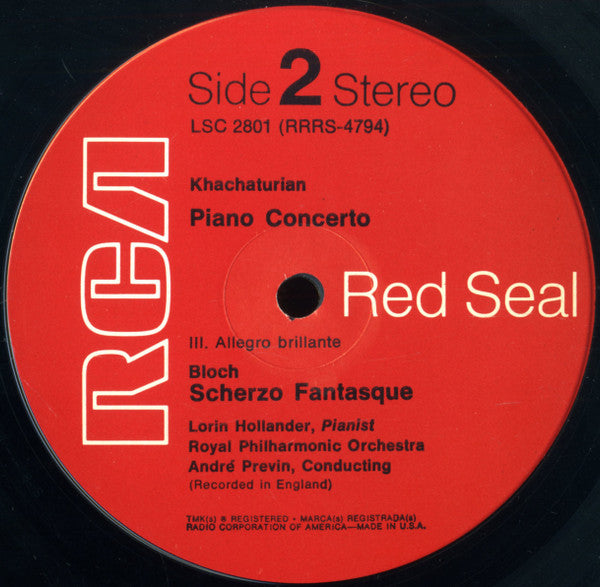 Side 2 Stereo
LSC 2801 (RRRS-4794)
RCA
Khachaturian
Piano Concerto
Red Seal
III. Allegro brillante
Bloch
Scherzo Fantasque
Lorin Hollander, Pianist
Royal Philharmonic Orchestra
André Previn, Conducting
(Recorded in England)
TMK(s) ® REGISTERED • MARCA(s) REGISTRADA(s)
RADIO CORPORATION OF AMERICA—MADE IN U.S.A.